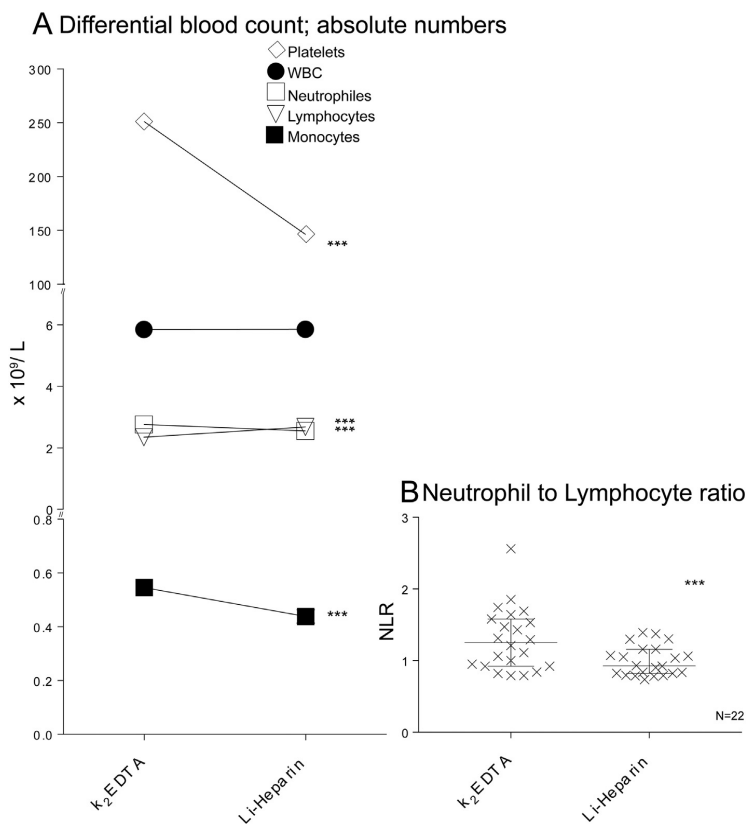 A Differential blood count; absolute numbers
Platelets
WBC
Neutrophiles
Lymphocytes
Monocytes
300
250
200
150
100
6
4
2
0
0.8
0.6
0.4
0.2
0.0
x 10⁹/ L
***
***
***
***
k₂EDTA
Li-Heparin
B Neutrophil to Lymphocyte ratio
3
2
1
0
NLR
***
N=22
k₂EDTA
Li-Heparin